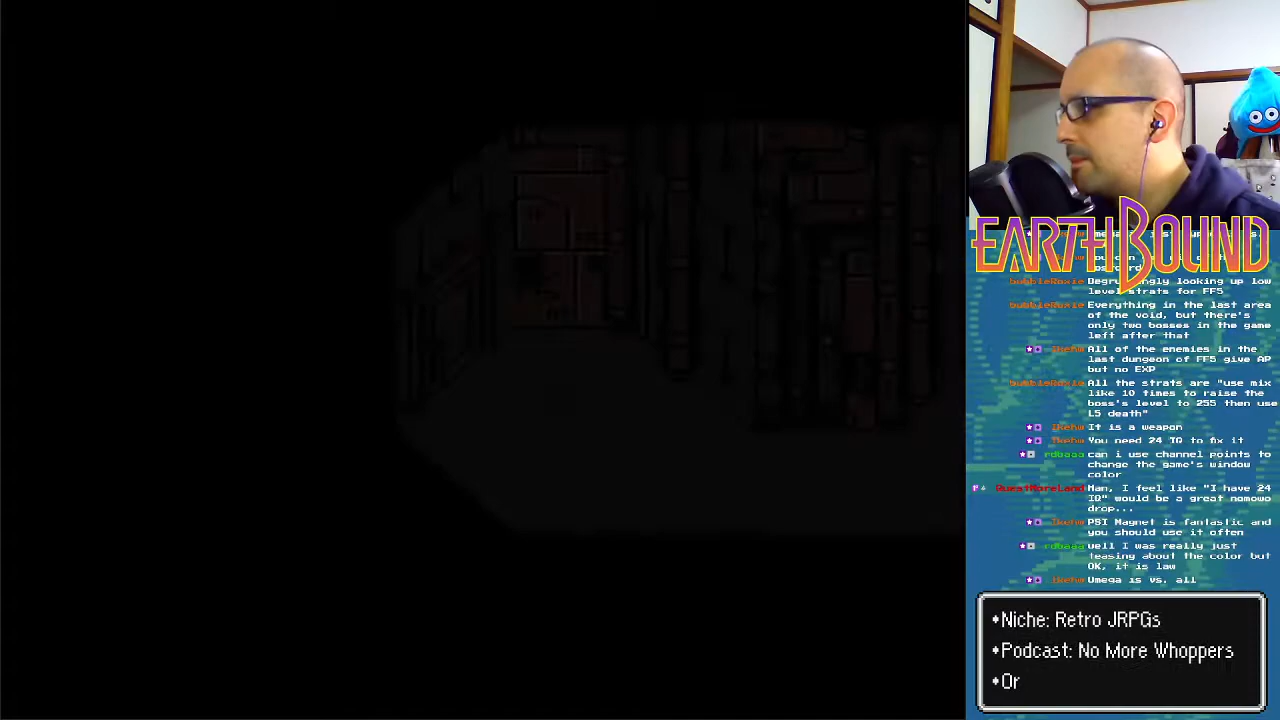 EARTHBOUND
bubbleRoxie looking up low
level strats for FF5
bubbleRoxie Everything in the last area
of the void, but there's
only two bosses in the game
left after that
All of the enemies in the
last dungeon of FF5 give AP
but no EXP
bubbleRoxie All the strats are "use mix
like 10 times to raise the
boss's level to 255 then use
L5 death"
It is a weapon
You need 24 IQ to fix it
can i use channel points to
change the game's window
color
Man, I feel like "I have 24
IQ" would be a great nomowo
drop...
PSI Magnet is fantastic and
you should use it often
well I was really just
teasing about the color but
OK, it is law
Omega is vs. all
•Niche: Retro JRPGs
•Podcast: No More Whoppers
•Or